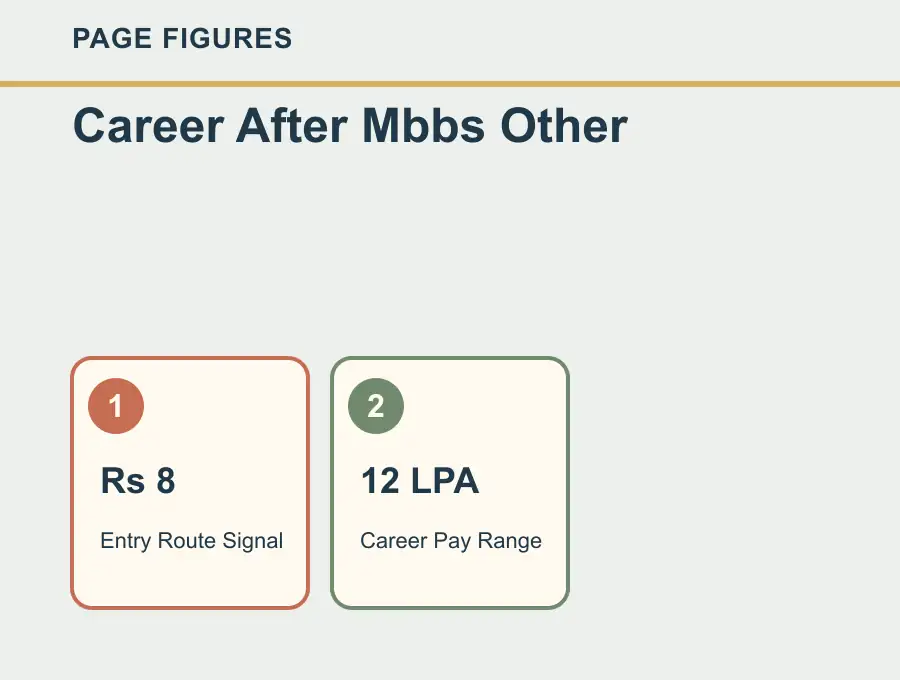 PAGE FIGURES
Career After Mbbs Other
1
Rs 8
Entry Route Signal
2
12 LPA
Career Pay Range